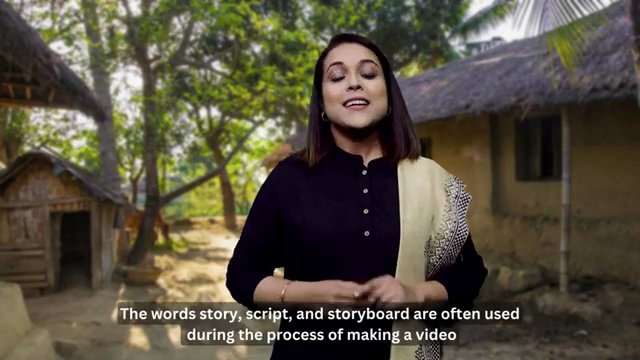 The words story, script, and storyboard are often used
during the process of making a video